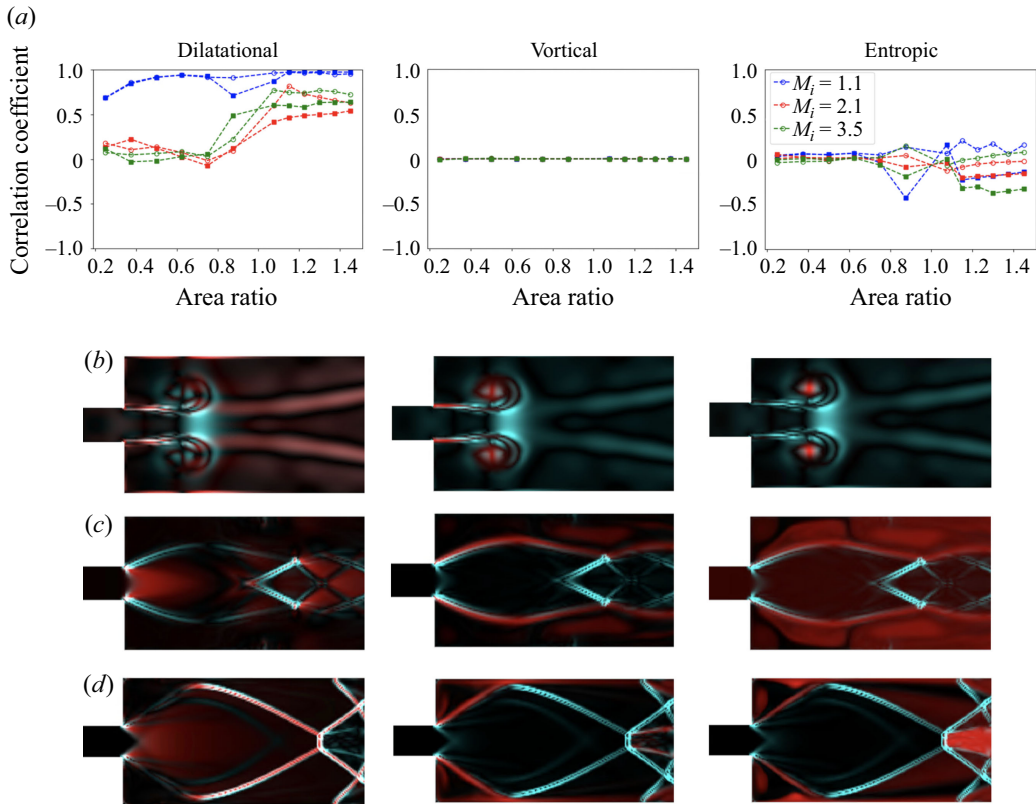 (a)
Dilatational
Vortical
Entropic
Correlation coefficient
1.0
0.5
0
–0.5
–1.0
0.2 0.4 0.6 0.8 1.0 1.2 1.4
Area ratio
1.0
0.5
0
–0.5
–1.0
0.2 0.4 0.6 0.8 1.0 1.2 1.4
Area ratio
1.0
0.5
0
–0.5
–1.0
0.2 0.4 0.6 0.8 1.0 1.2 1.4
Area ratio
M_i = 1.1
M_i = 2.1
M_i = 3.5
(b)
(c)
(d)